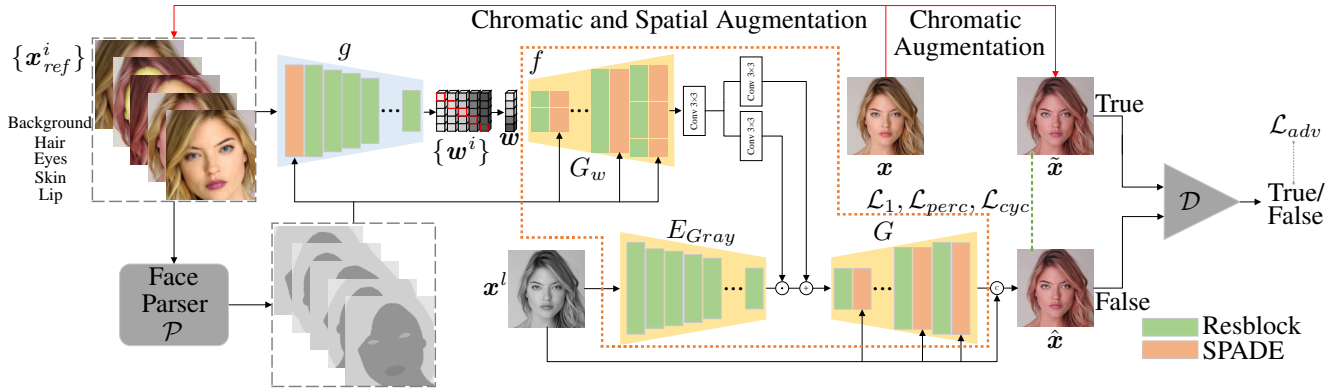 Chromatic and Spatial Augmentation
Chromatic
Augmentation
{x^i_ref}
Background
Hair
Eyes
Skin
Lip
g
{w^i}
w
f
G_w
Conv 3×3
Conv 3×3
Conv 3×3
x
True
x̃
L_adv
D
True/
False
L_1, L_perc, L_cyc
Face
Parser
P
x^l
E_Gray
G
c
False
x̂
Resblock
SPADE